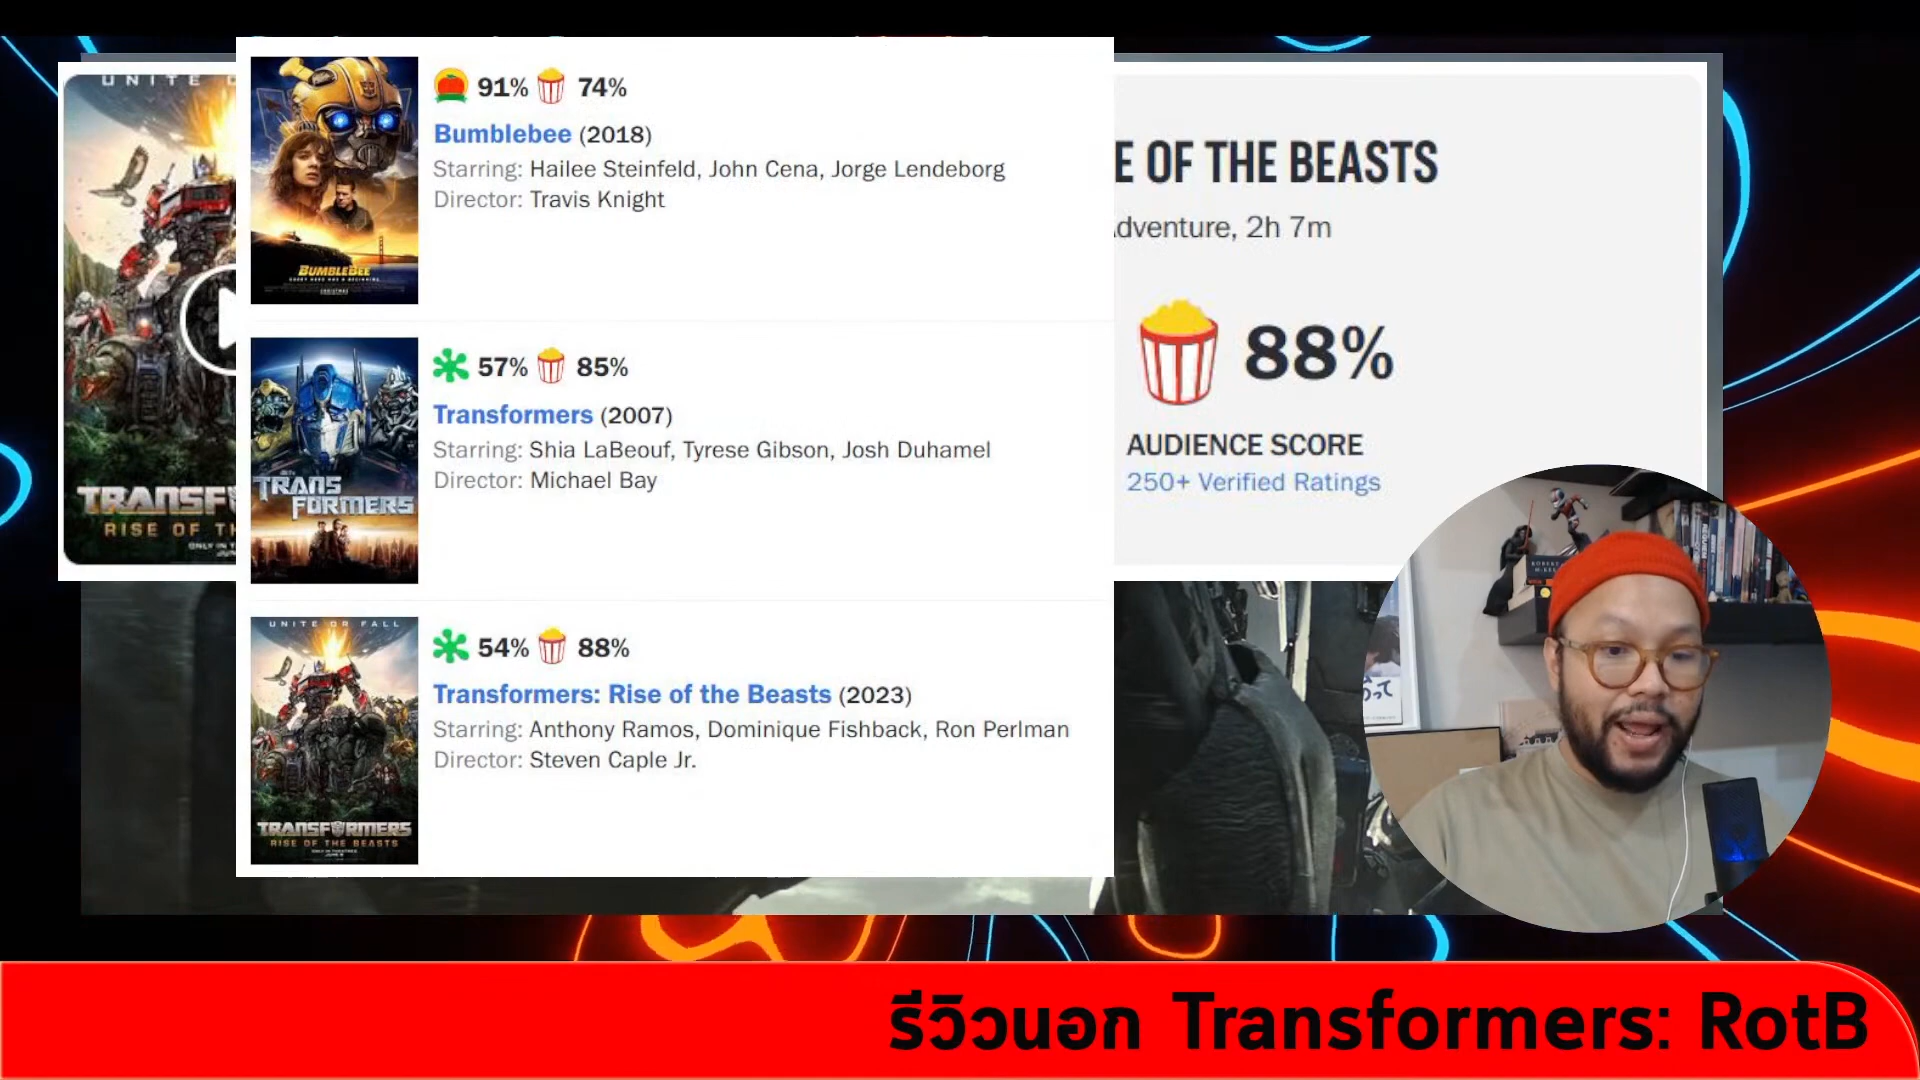 91% 74%
Bumblebee (2018)
Starring: Hailee Steinfeld, John Cena, Jorge Lendeborg
Director: Travis Knight
BUMBLEBEE
57% 85%
Transformers (2007)
Starring: Shia LaBeouf, Tyrese Gibson, Josh Duhamel
Director: Michael Bay
TRANSFORMERS
54% 88%
Transformers: Rise of the Beasts (2023)
Starring: Anthony Ramos, Dominique Fishback, Ron Perlman
Director: Steven Caple Jr.
UNITE OR FALL
TRANSFORMERS
RISE OF THE BEASTS
UNITE
TRANSF
RISE OF TH
E OF THE BEASTS
dventure, 2h 7m
88%
AUDIENCE SCORE
250+ Verified Ratings
รีวิวนอก Transformers: RotB